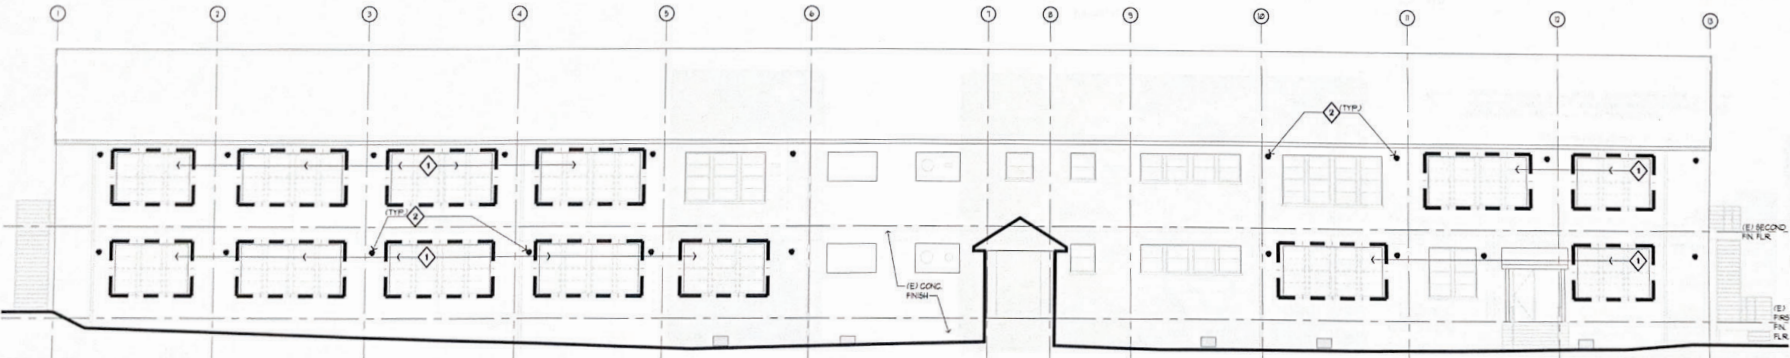 1 2 3 4 5 6 7 8 9 10 11 12 13
2 (TYP.)
1
1
(TYP.) 2
(E) SECOND
FIN. FLR.
1
1
(E) CONC.
FINISH
(E)
FIRS
FIN.
FLR.